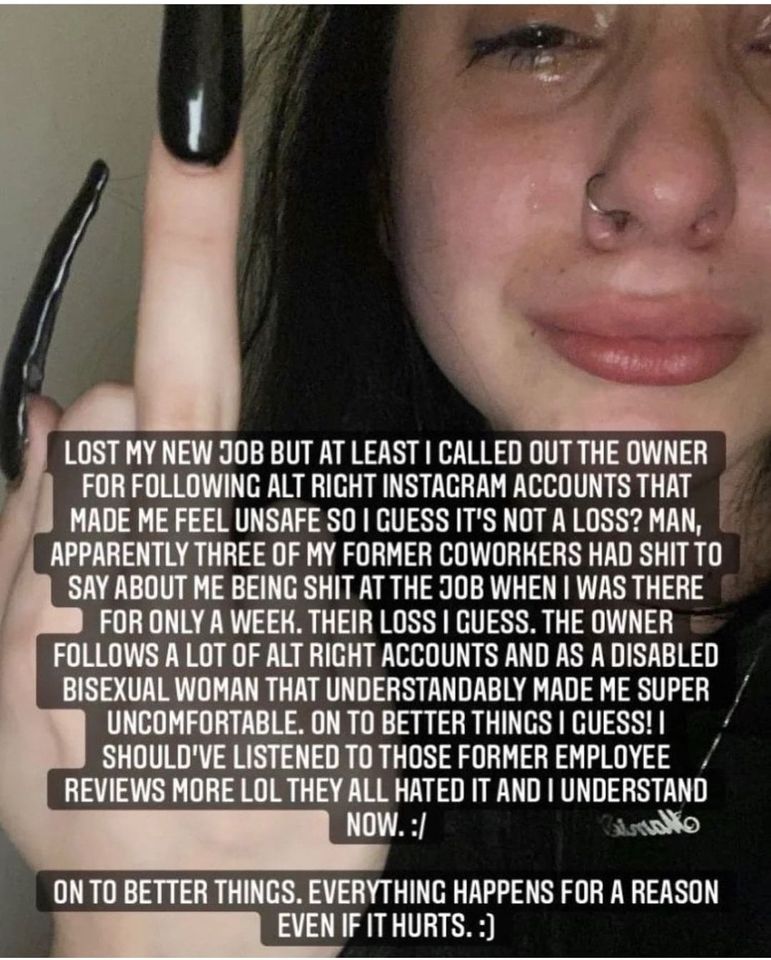 LOST MY NEW JOB BUT AT LEAST I CALLED OUT THE OWNER
FOR FOLLOWING ALT RIGHT INSTAGRAM ACCOUNTS THAT
MADE ME FEEL UNSAFE SO I GUESS IT'S NOT A LOSS? MAN,
APPARENTLY THREE OF MY FORMER COWORKERS HAD SHIT TO
SAY ABOUT ME BEING SHIT AT THE JOB WHEN I WAS THERE
FOR ONLY A WEEK. THEIR LOSS I GUESS. THE OWNER
FOLLOWS A LOT OF ALT RIGHT ACCOUNTS AND AS A DISABLED
BISEXUAL WOMAN THAT UNDERSTANDABLY MADE ME SUPER
UNCOMFORTABLE. ON TO BETTER THINGS I GUESS! I
SHOULD'VE LISTENED TO THOSE FORMER EMPLOYEE
REVIEWS MORE LOL THEY ALL HATED IT AND I UNDERSTAND
NOW. :/
ON TO BETTER THINGS. EVERYTHING HAPPENS FOR A REASON
EVEN IF IT HURTS. :)